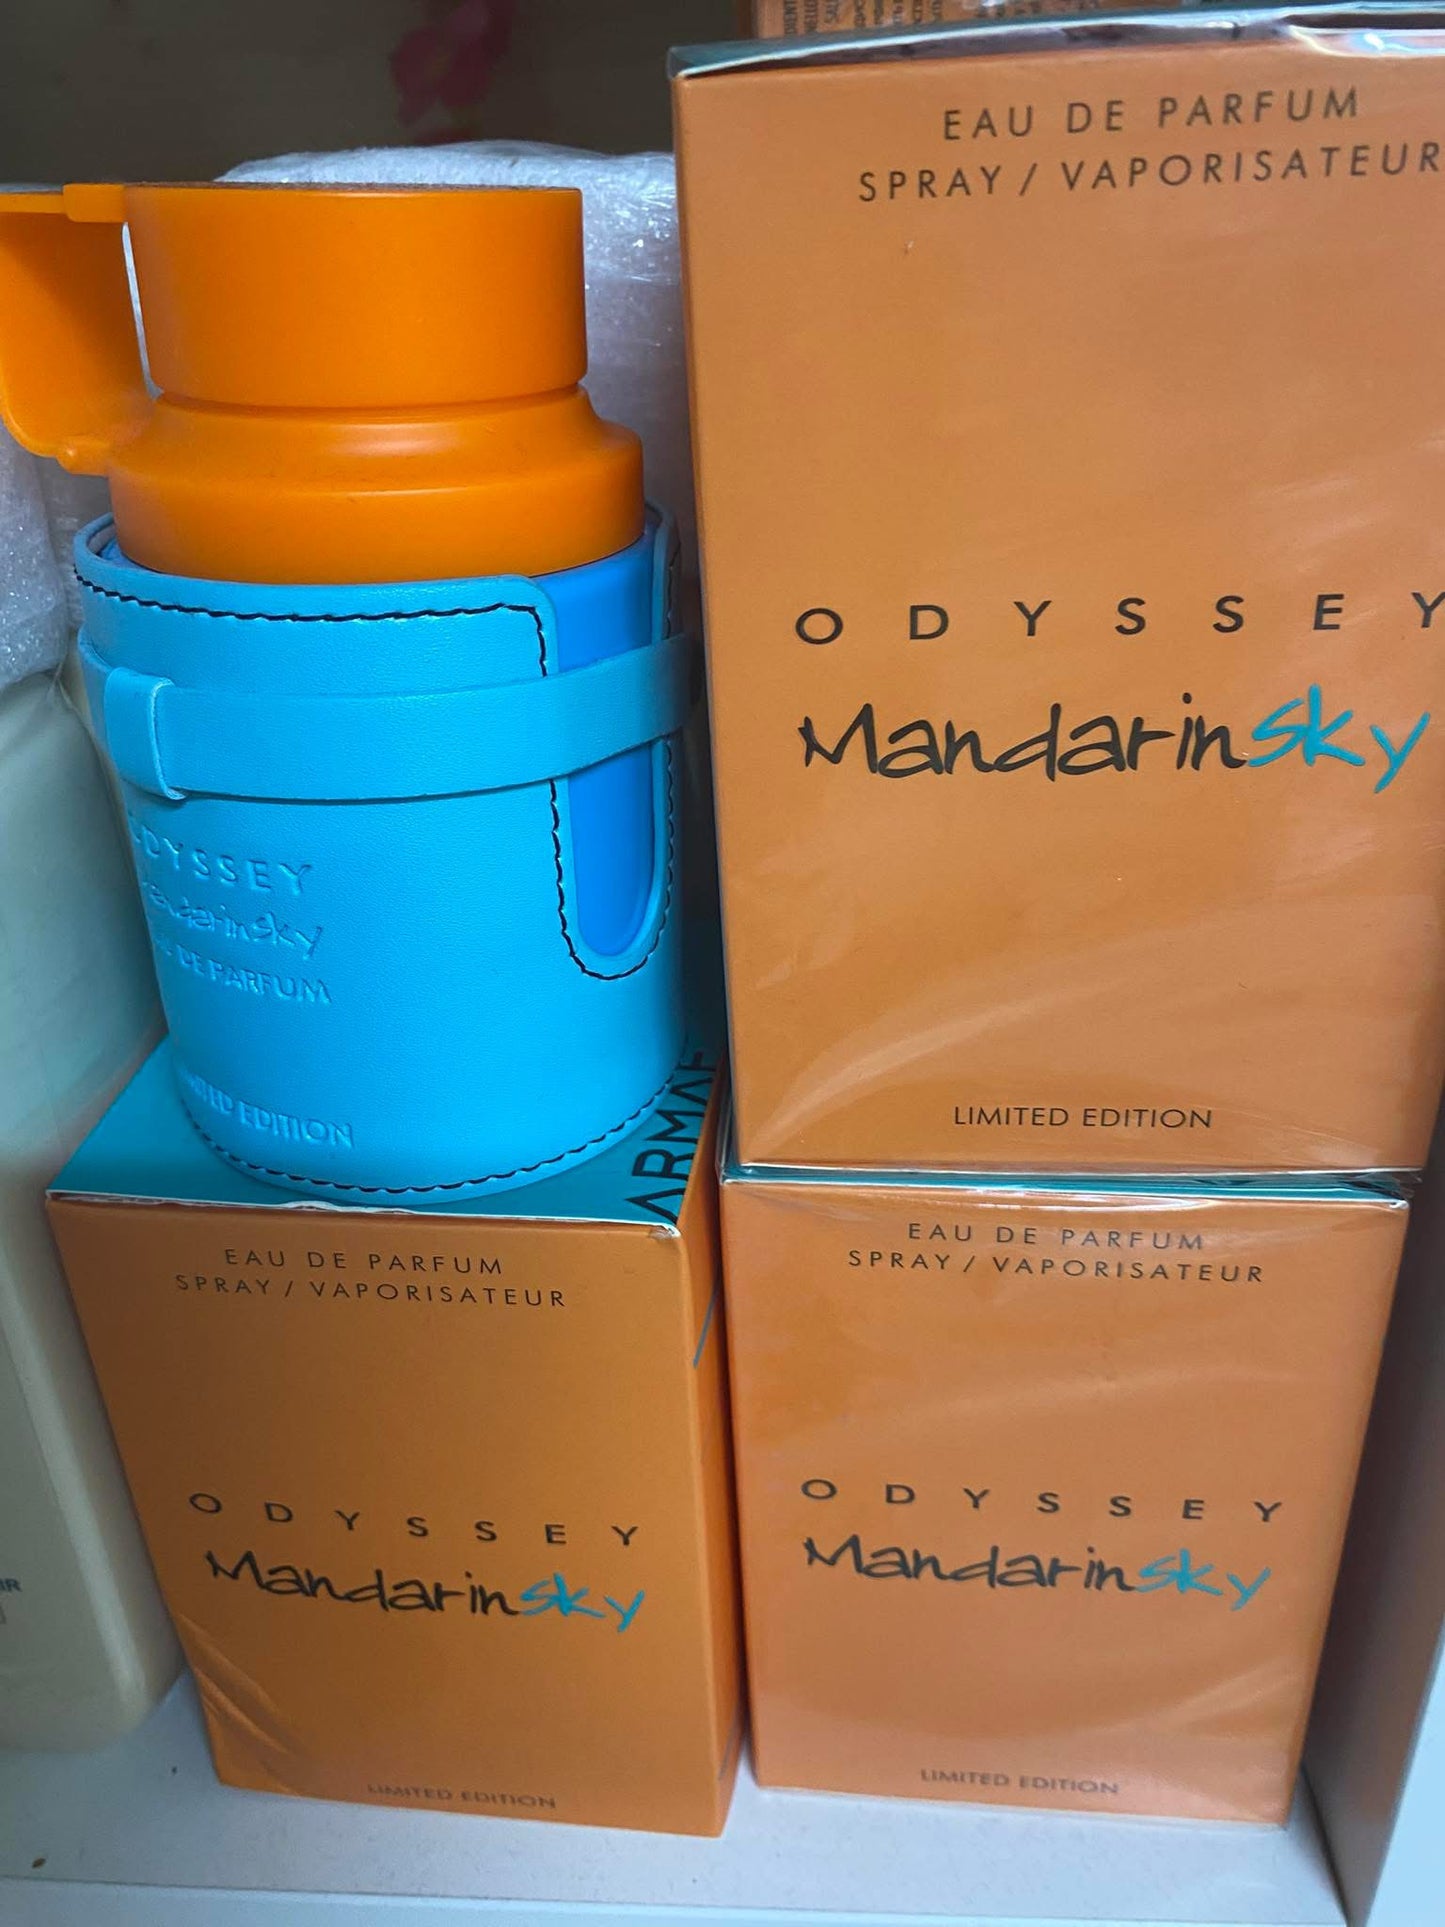 EAU DE PARFUM
SPRAY / VAPORISATEUR
ODYSSEY
Mandarinsky
LIMITED EDITION
ODYSSEY
EAU DE PARFUM
LIMITED EDITION
ARMAF
EAU DE PARFUM
SPRAY / VAPORISATEUR
ODYSSEY
Mandarinsky
LIMITED EDITION
EAU DE PARFUM
SPRAY / VAPORISATEUR
ODYSSEY
Mandarinsky
LIMITED EDITION